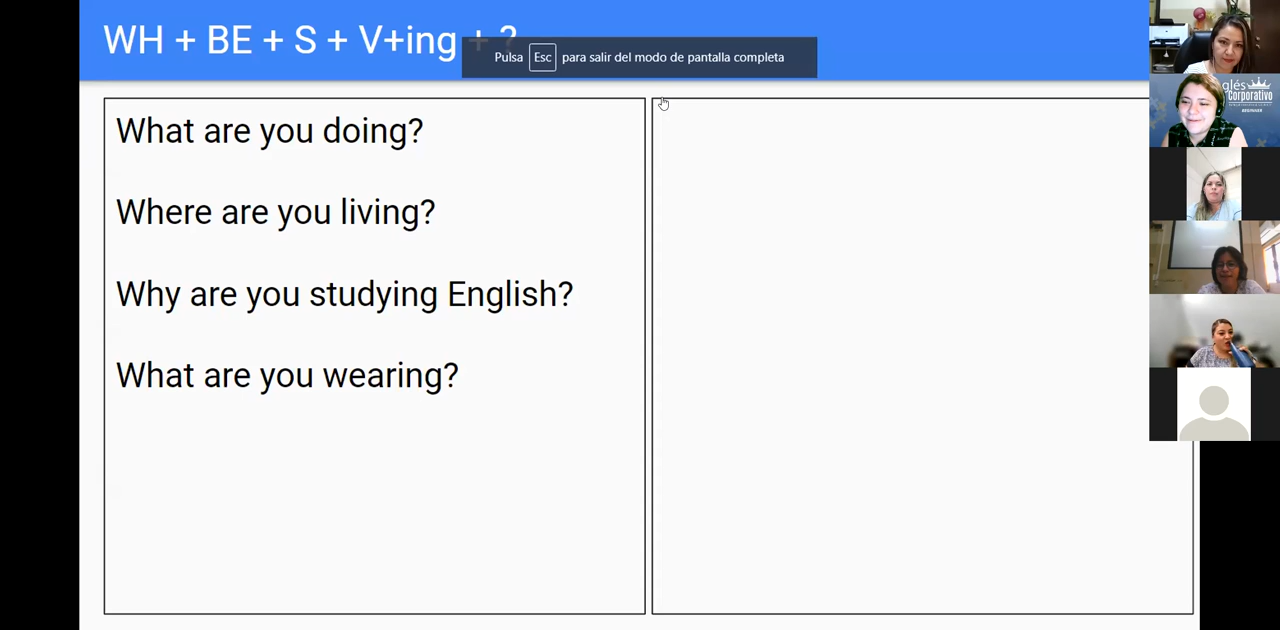 WH + BE + S + V+ing + ?
Pulsa Esc para salir del modo de pantalla completa
What are you doing?
Where are you living?
Why are you studying English?
What are you wearing?
glés
Corporativo
BEGINNER